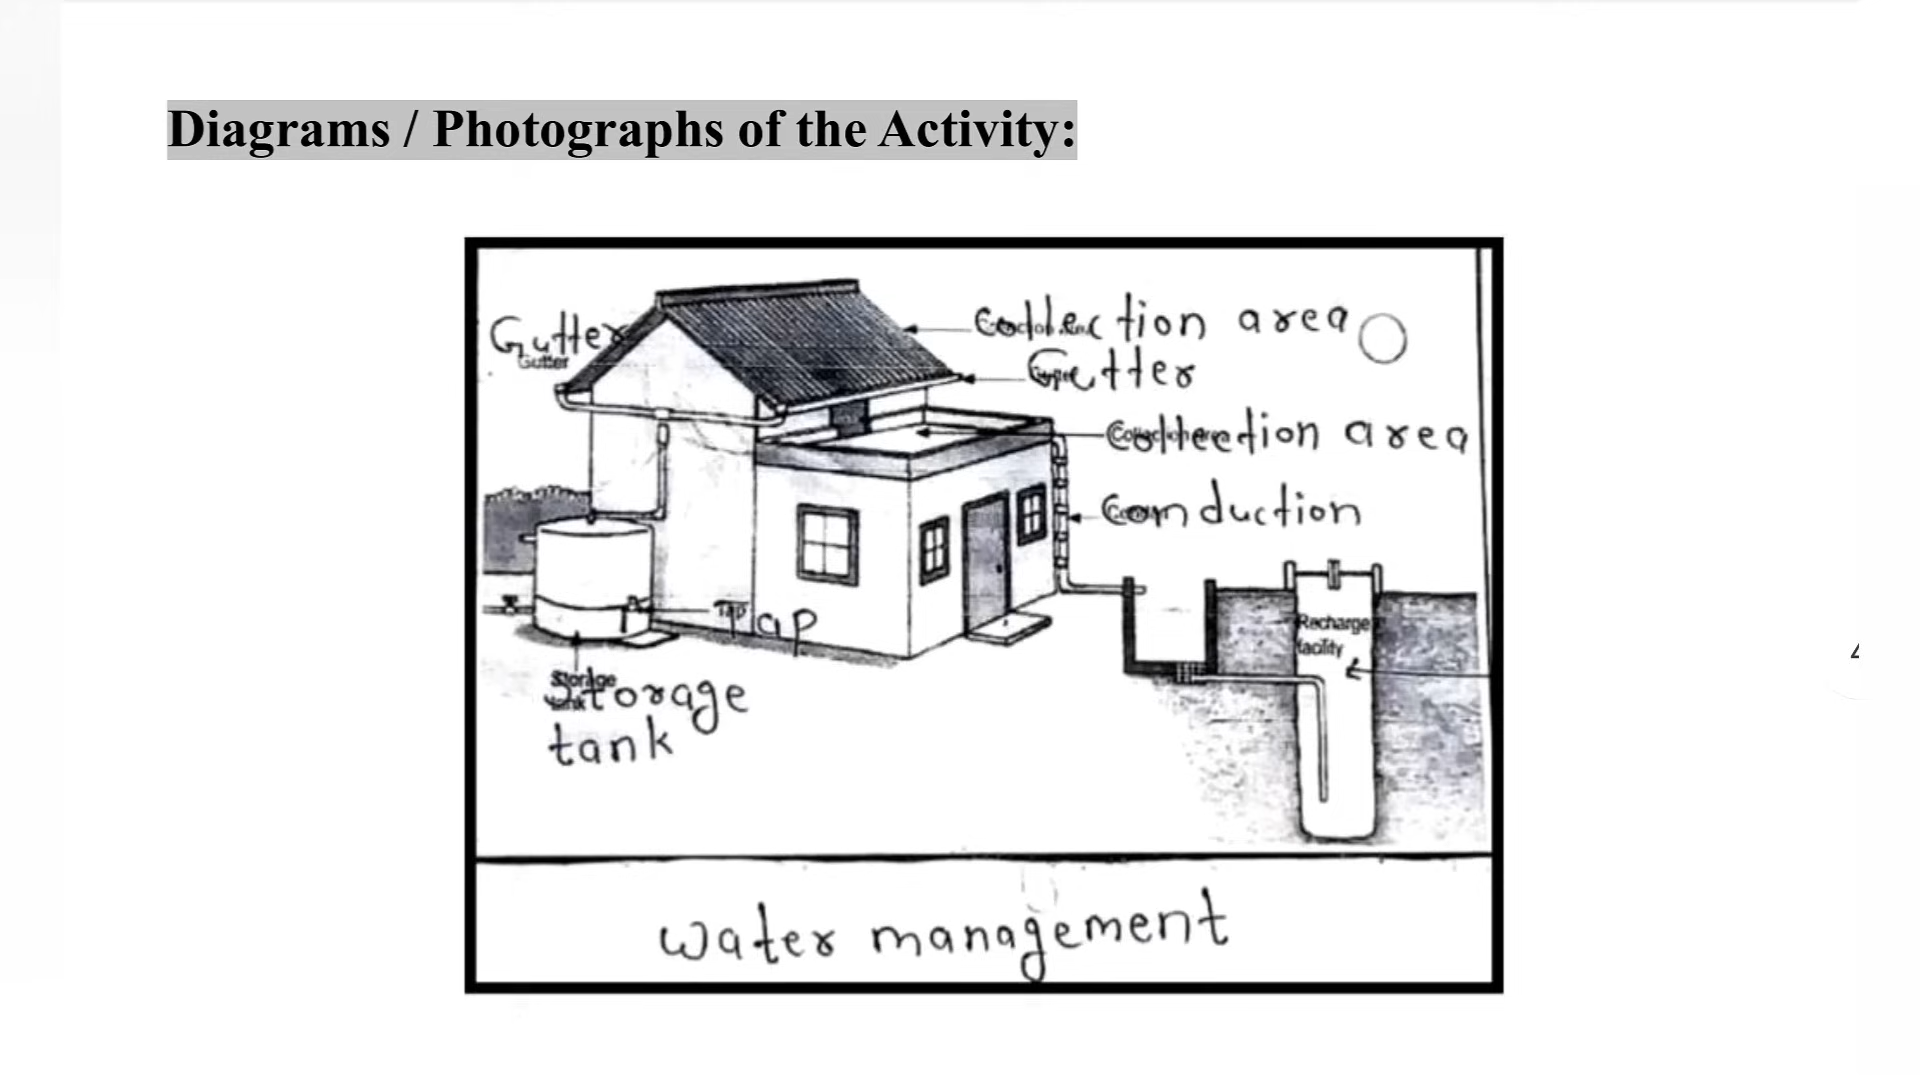 Diagrams / Photographs of the Activity:
Gutter
Gutter
Collection area
Gutter
Collection area
Conduction
Tap
Tap
Recharge
facility
Storage
Storage
tank
tank
Water management